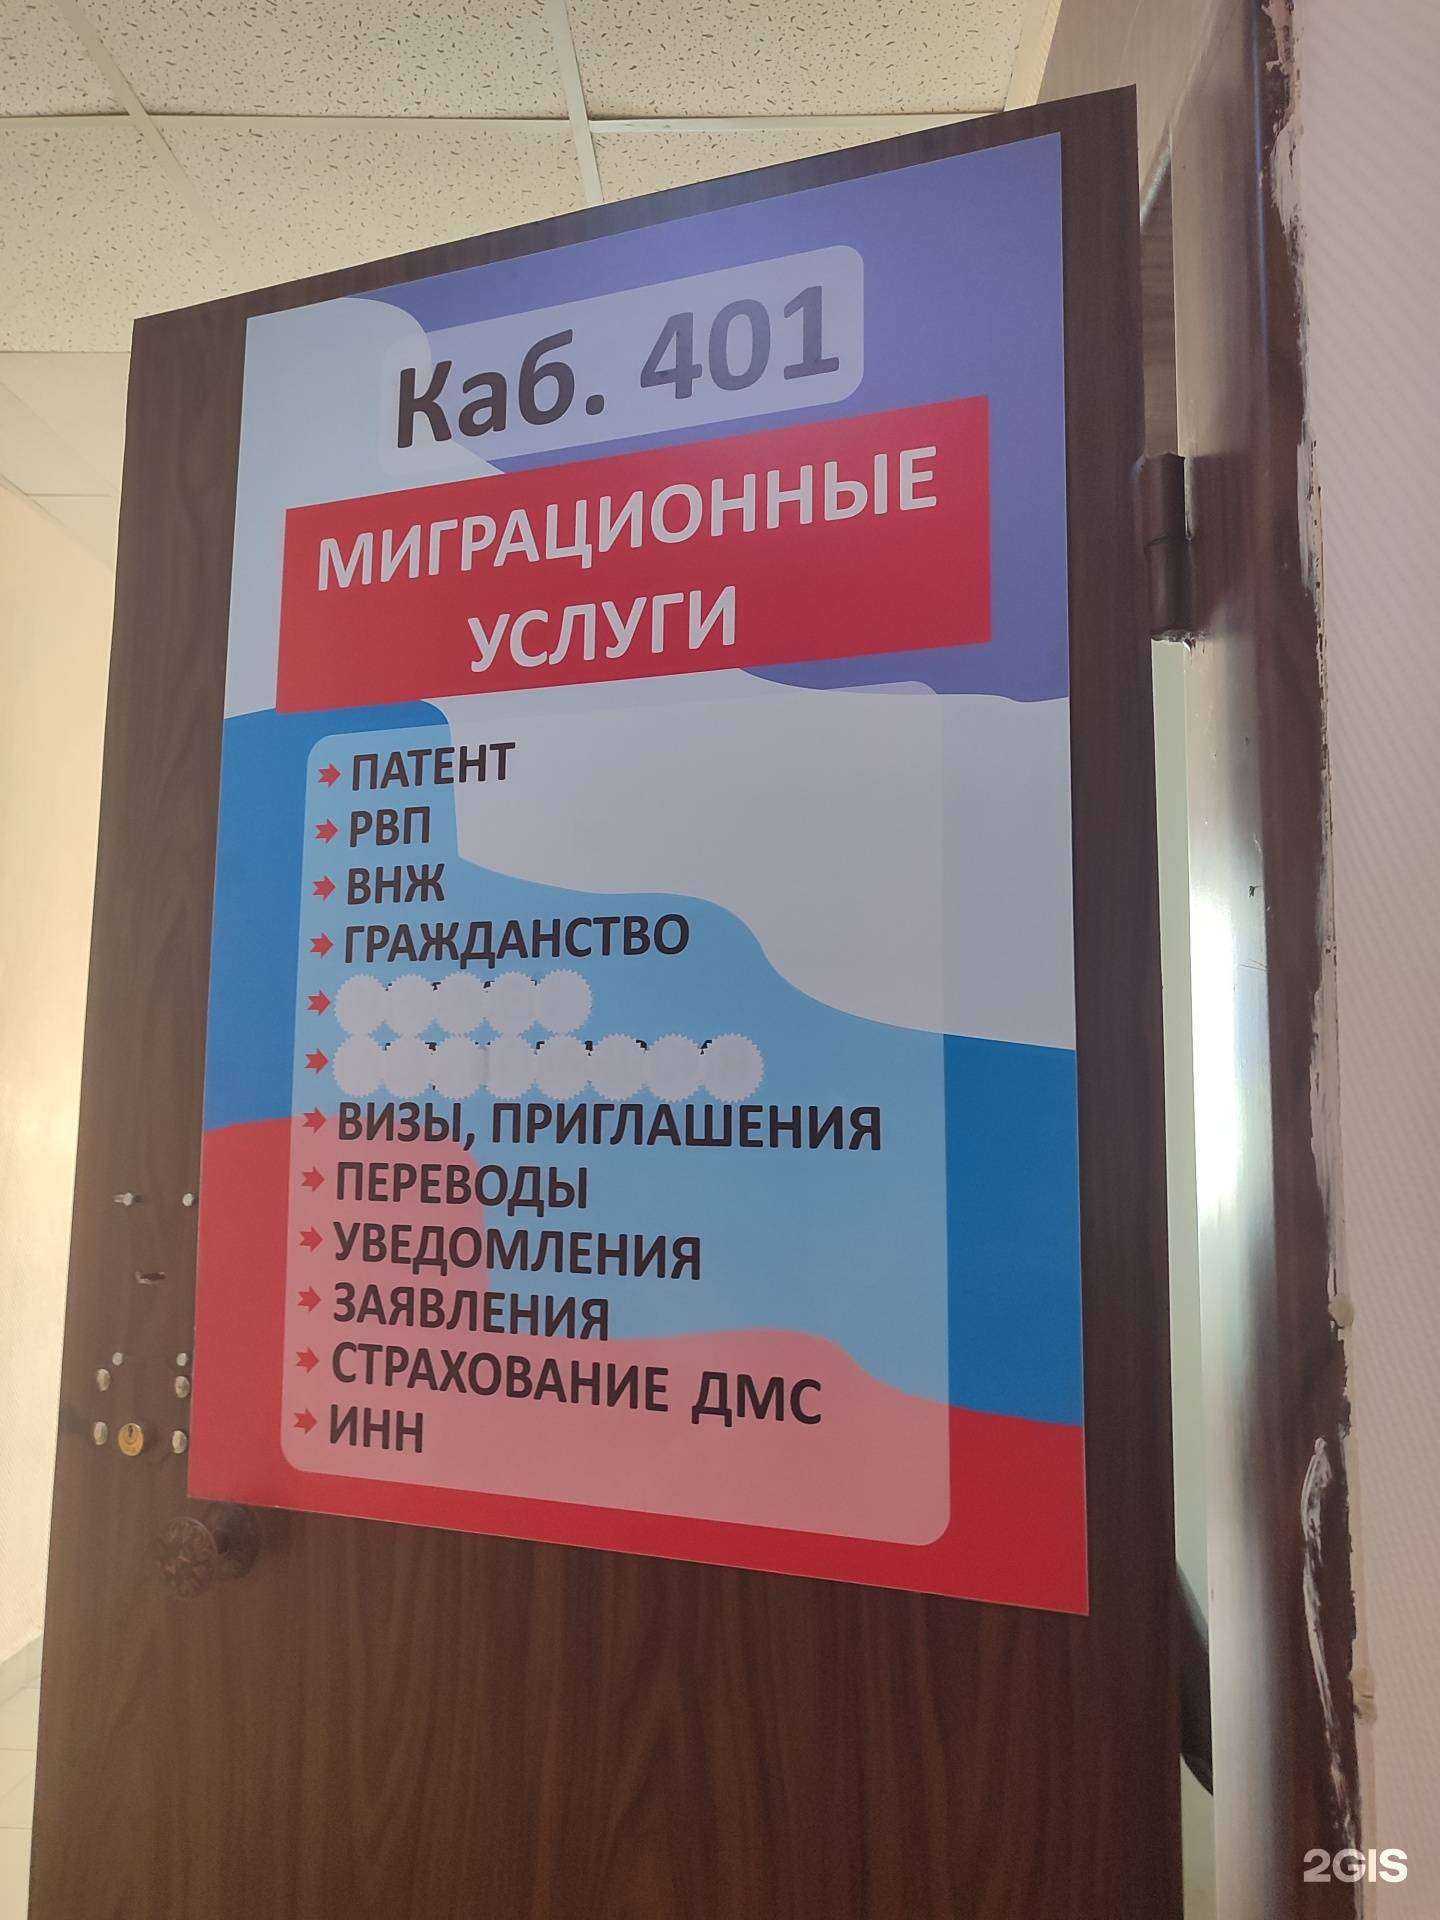 Каб. 401
МИГРАЦИОННЫЕ
УСЛУГИ
ПАТЕНТ
РВП
ВНЖ
ГРАЖДАНСТВО
ВИЗЫ, ПРИГЛАШЕНИЯ
ПЕРЕВОДЫ
УВЕДОМЛЕНИЯ
ЗАЯВЛЕНИЯ
СТРАХОВАНИЕ ДМС
ИНН
2GIS